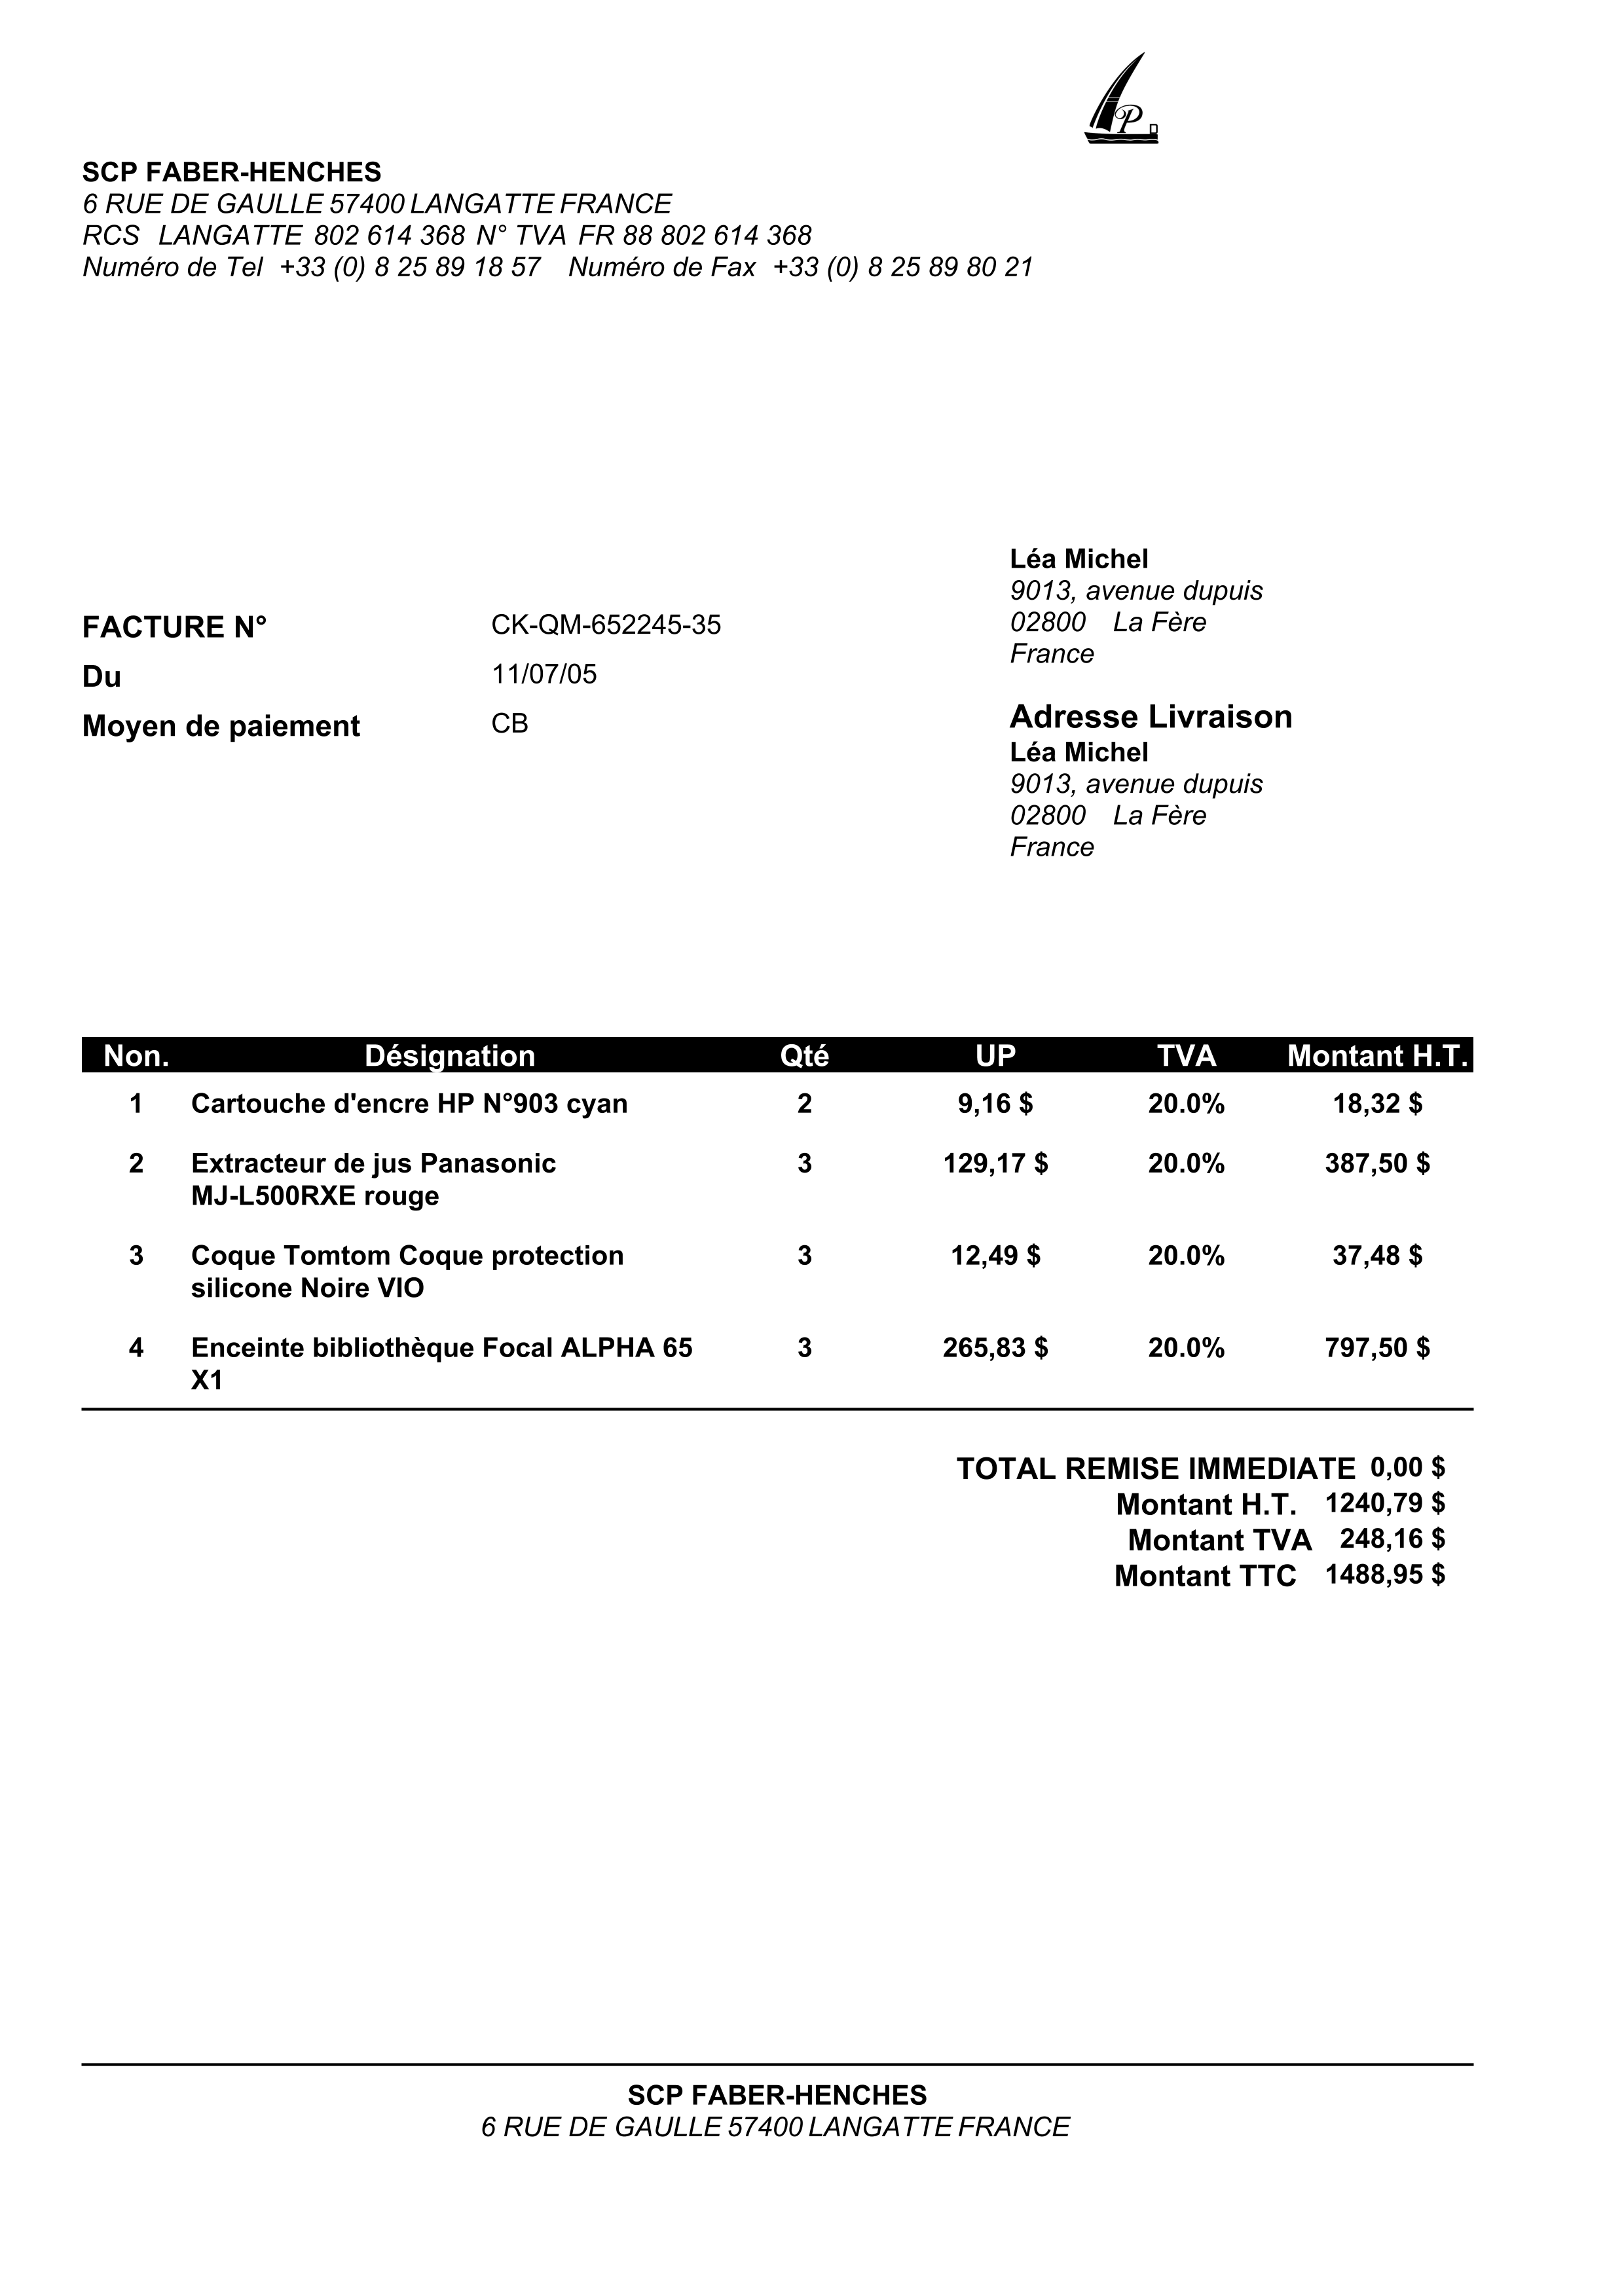 P
SCP FABER-HENCHES
6 RUE DE GAULLE 57400 LANGATTE FRANCE
RCS LANGATTE 802 614 368 N° TVA FR 88 802 614 368
Numéro de Tel +33 (0) 8 25 89 18 57 Numéro de Fax +33 (0) 8 25 89 80 21
FACTURE N° CK-QM-652245-35
Du 11/07/05
Moyen de paiement CB
Léa Michel
9013, avenue dupuis
02800 La Fère
France
Adresse Livraison
Léa Michel
9013, avenue dupuis
02800 La Fère
France
Non. Désignation Qté UP TVA Montant H.T.
1 Cartouche d'encre HP N°903 cyan 2 9,16 $ 20.0% 18,32 $
2 Extracteur de jus Panasonic 3 129,17 $ 20.0% 387,50 $
MJ-L500RXE rouge
3 Coque Tomtom Coque protection 3 12,49 $ 20.0% 37,48 $
silicone Noire VIO
4 Enceinte bibliothèque Focal ALPHA 65 3 265,83 $ 20.0% 797,50 $
X1
TOTAL REMISE IMMEDIATE 0,00 $
Montant H.T. 1240,79 $
Montant TVA 248,16 $
Montant TTC 1488,95 $
SCP FABER-HENCHES
6 RUE DE GAULLE 57400 LANGATTE FRANCE